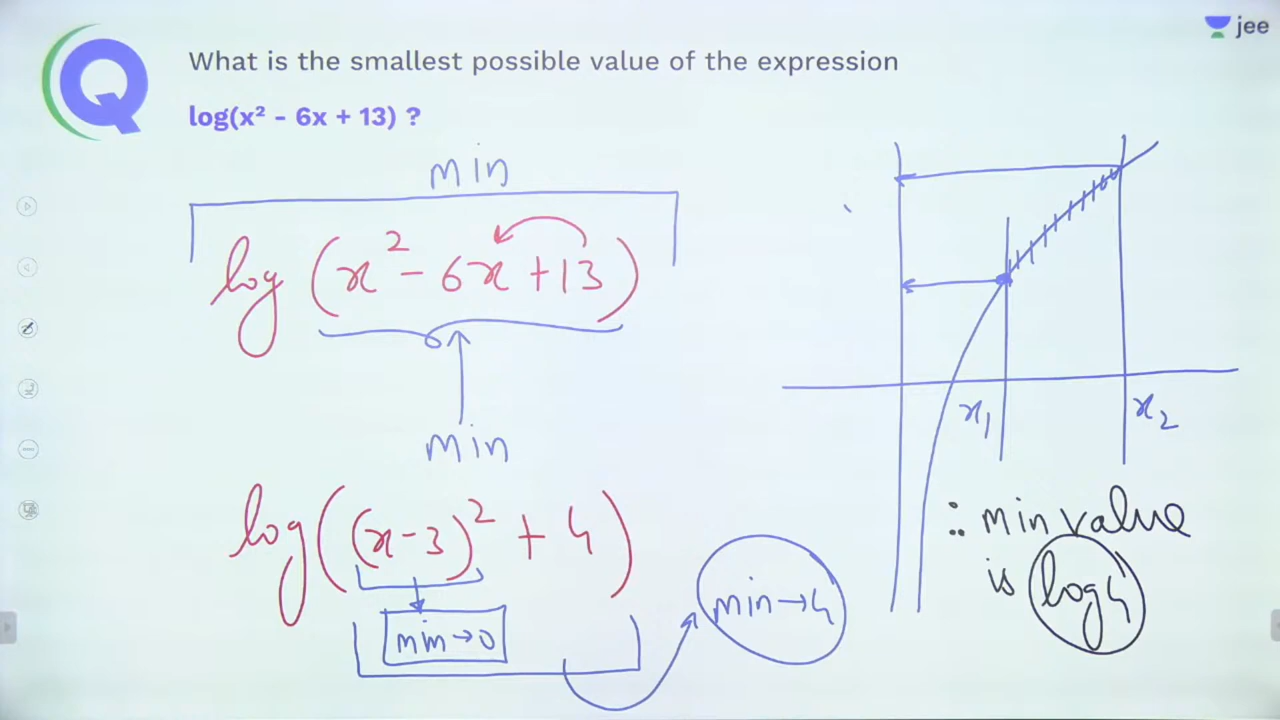 jee
What is the smallest possible value of the expression
log(x² - 6x + 13) ?
min
log (x² - 6x + 13)
min
log ((x-3)² + 4)
min → 0
min → 4
x₁
x₂
∴ min value
is log 4